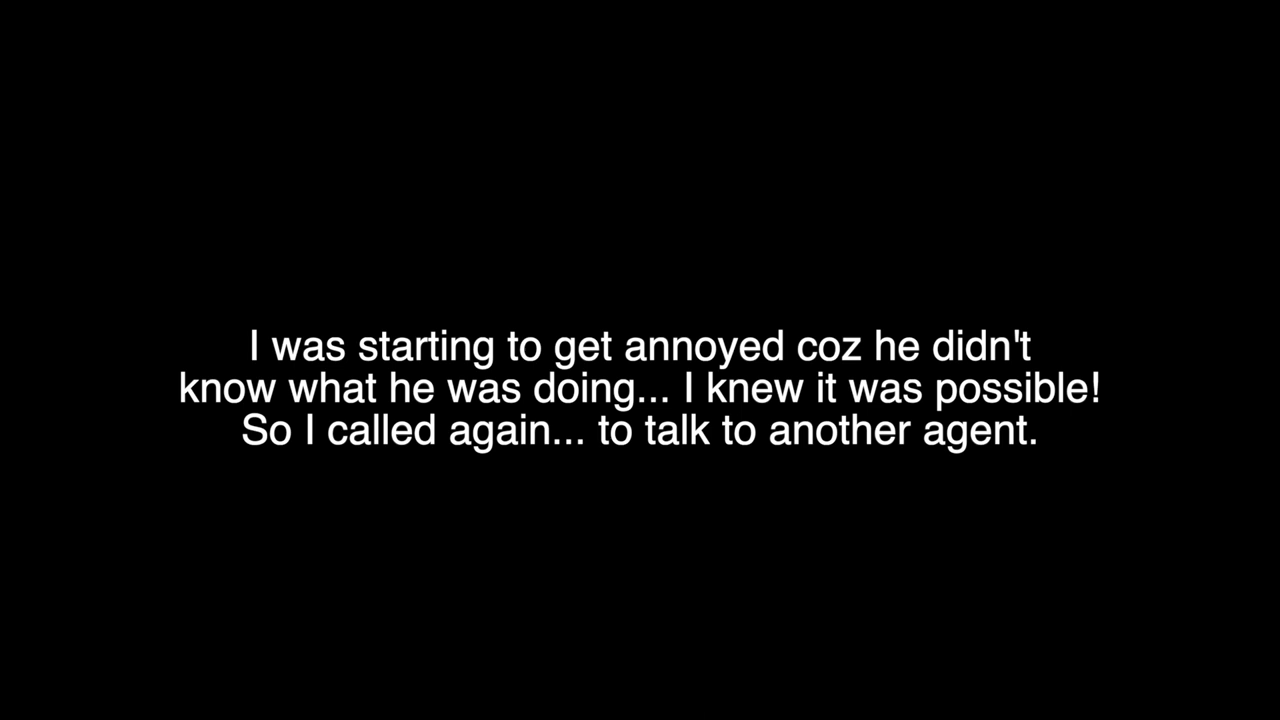 I was starting to get annoyed coz he didn't
know what he was doing... I knew it was possible!
So I called again... to talk to another agent.